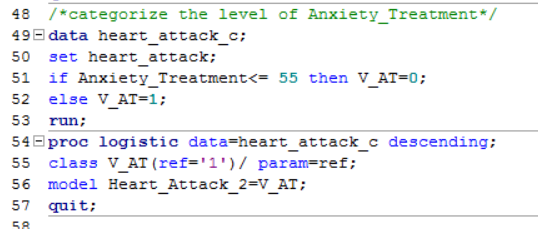 48 /*categorize the level of Anxiety_Treatment*/
49 data heart_attack_c;
50 set heart_attack;
51 if Anxiety_Treatment<= 55 then V_AT=0;
52 else V_AT=1;
53 run;
54 proc logistic data=heart_attack_c descending;
55 class V_AT(ref='1')/ param=ref;
56 model Heart_Attack_2=V_AT;
57 quit;
58